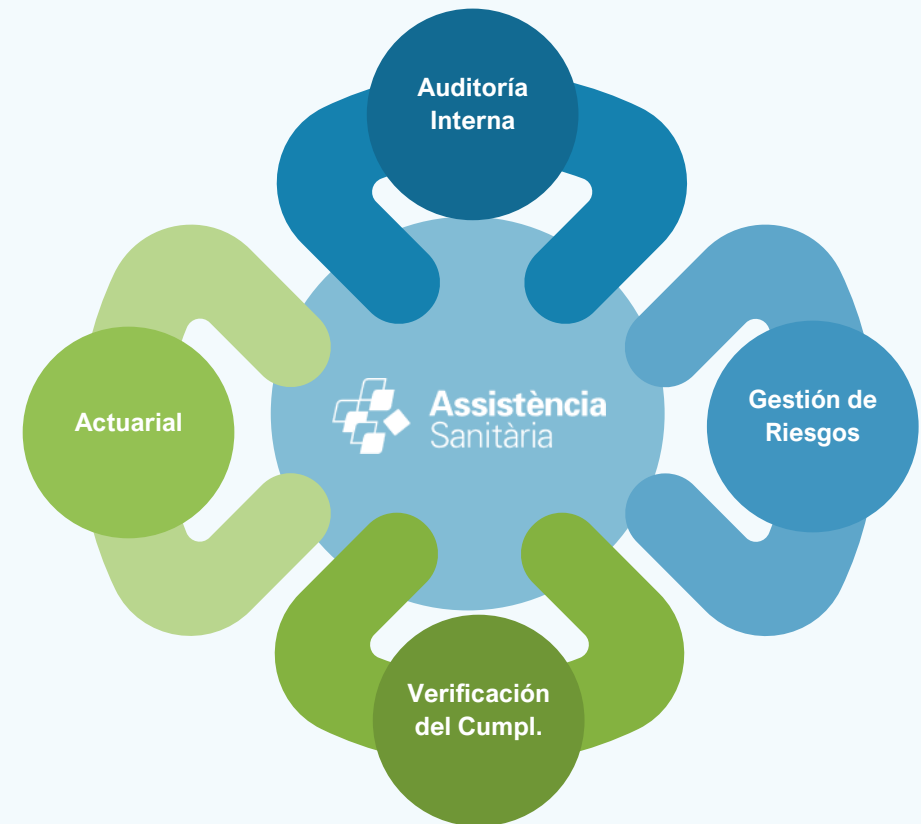 Auditoría
Interna
Actuarial
Assistència
Sanitària
Gestión de
Riesgos
Verificación
del Cumpl.